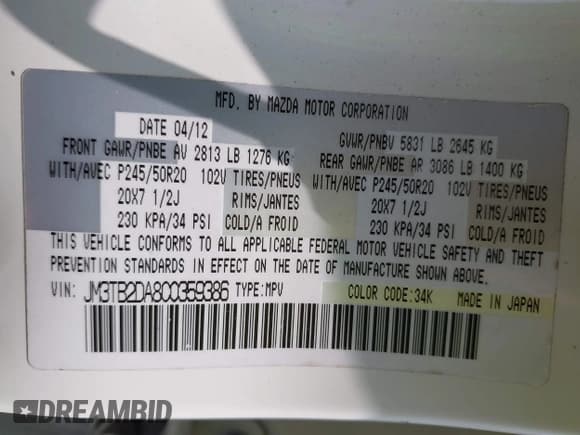 MFD. BY MAZDA MOTOR CORPORATION
DATE 04/12
GVWR/PNBV 5831 LB 2645 KG
FRONT GAWR/PNBE AV 2813 LB 1276 KG
REAR GAWR/PNBE AR 3086 LB 1400 KG
WITH/AVEC P245/50R20 102V TIRES/PNEUS
WITH/AVEC P245/50R20 102V TIRES/PNEUS
20X7 1/2J RIMS/JANTES
20X7 1/2J RIMS/JANTES
230 KPA/34 PSI COLD/A FROID
230 KPA/34 PSI COLD/A FROID
THIS VEHICLE CONFORMS TO ALL APPLICABLE FEDERAL MOTOR VEHICLE SAFETY AND THEFT
PREVENTION STANDARDS IN EFFECT ON THE DATE OF MANUFACTURE SHOWN ABOVE.
VIN: JM3TB2DA8C0359386 TYPE:MPV COLOR CODE:34K MADE IN JAPAN
DREAMBID